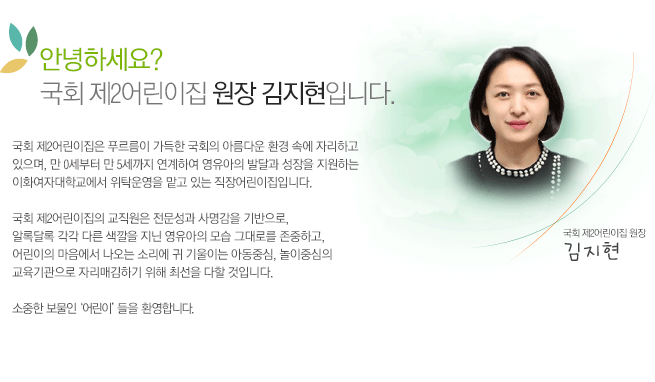 안녕하세요?
국회 제2어린이집 원장 김지현입니다.
국회 제2어린이집은 푸르름이 가득한 국회의 아름다운 환경 속에 자리하고
있으며, 만 0세부터 만 5세까지 연계하여 영유아의 발달과 성장을 지원하는
이화여자대학교에서 위탁운영을 맡고 있는 직장어린이집입니다.
국회 제2어린이집의 교직원은 전문성과 사명감을 기반으로,
알록달록 각각 다른 색깔을 지닌 영유아의 모습 그대로를 존중하고,
어린이의 마음에서 나오는 소리에 귀 기울이는 아동중심, 놀이중심의
교육기관으로 자리매김하기 위해 최선을 다할 것입니다.
소중한 보물인 '어린이' 들을 환영합니다.
국회 제2어린이집 원장
김지현